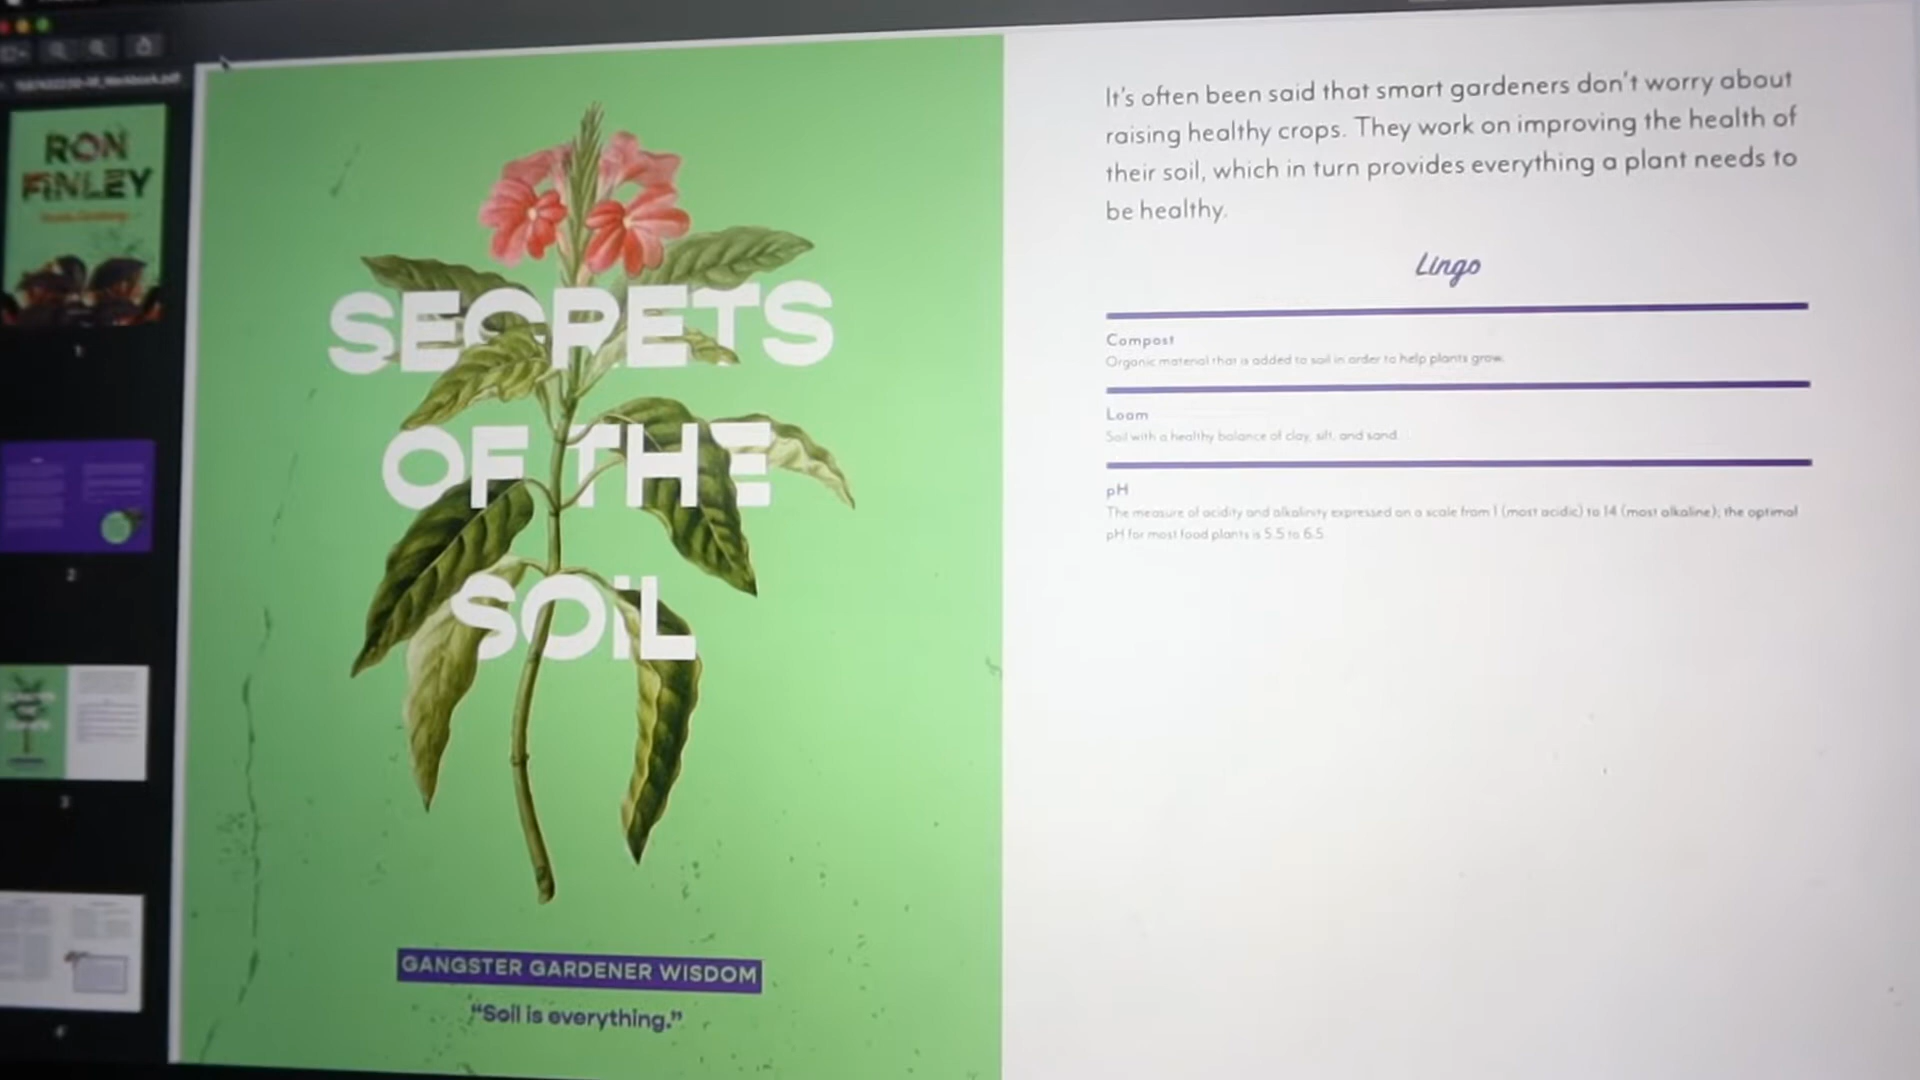 RON
FINLEY
1
2
3
4
SECRETS
OF THE
SOiL
GANGSTER GARDENER WISDOM
“Soil is everything.”
It's often been said that smart gardeners don't worry about
raising healthy crops. They work on improving the health of
their soil, which in turn provides everything a plant needs to
be healthy.
Lingo
Compost
Organic material that is added to soil in order to help plants grow.
Loam
Soil with a healthy balance of clay, silt, and sand.
pH
The measure of acidity and alkalinity expressed on a scale from 1 (most acidic) to 14 (most alkaline); the optimal
pH for most food plants is 5.5 to 6.5.